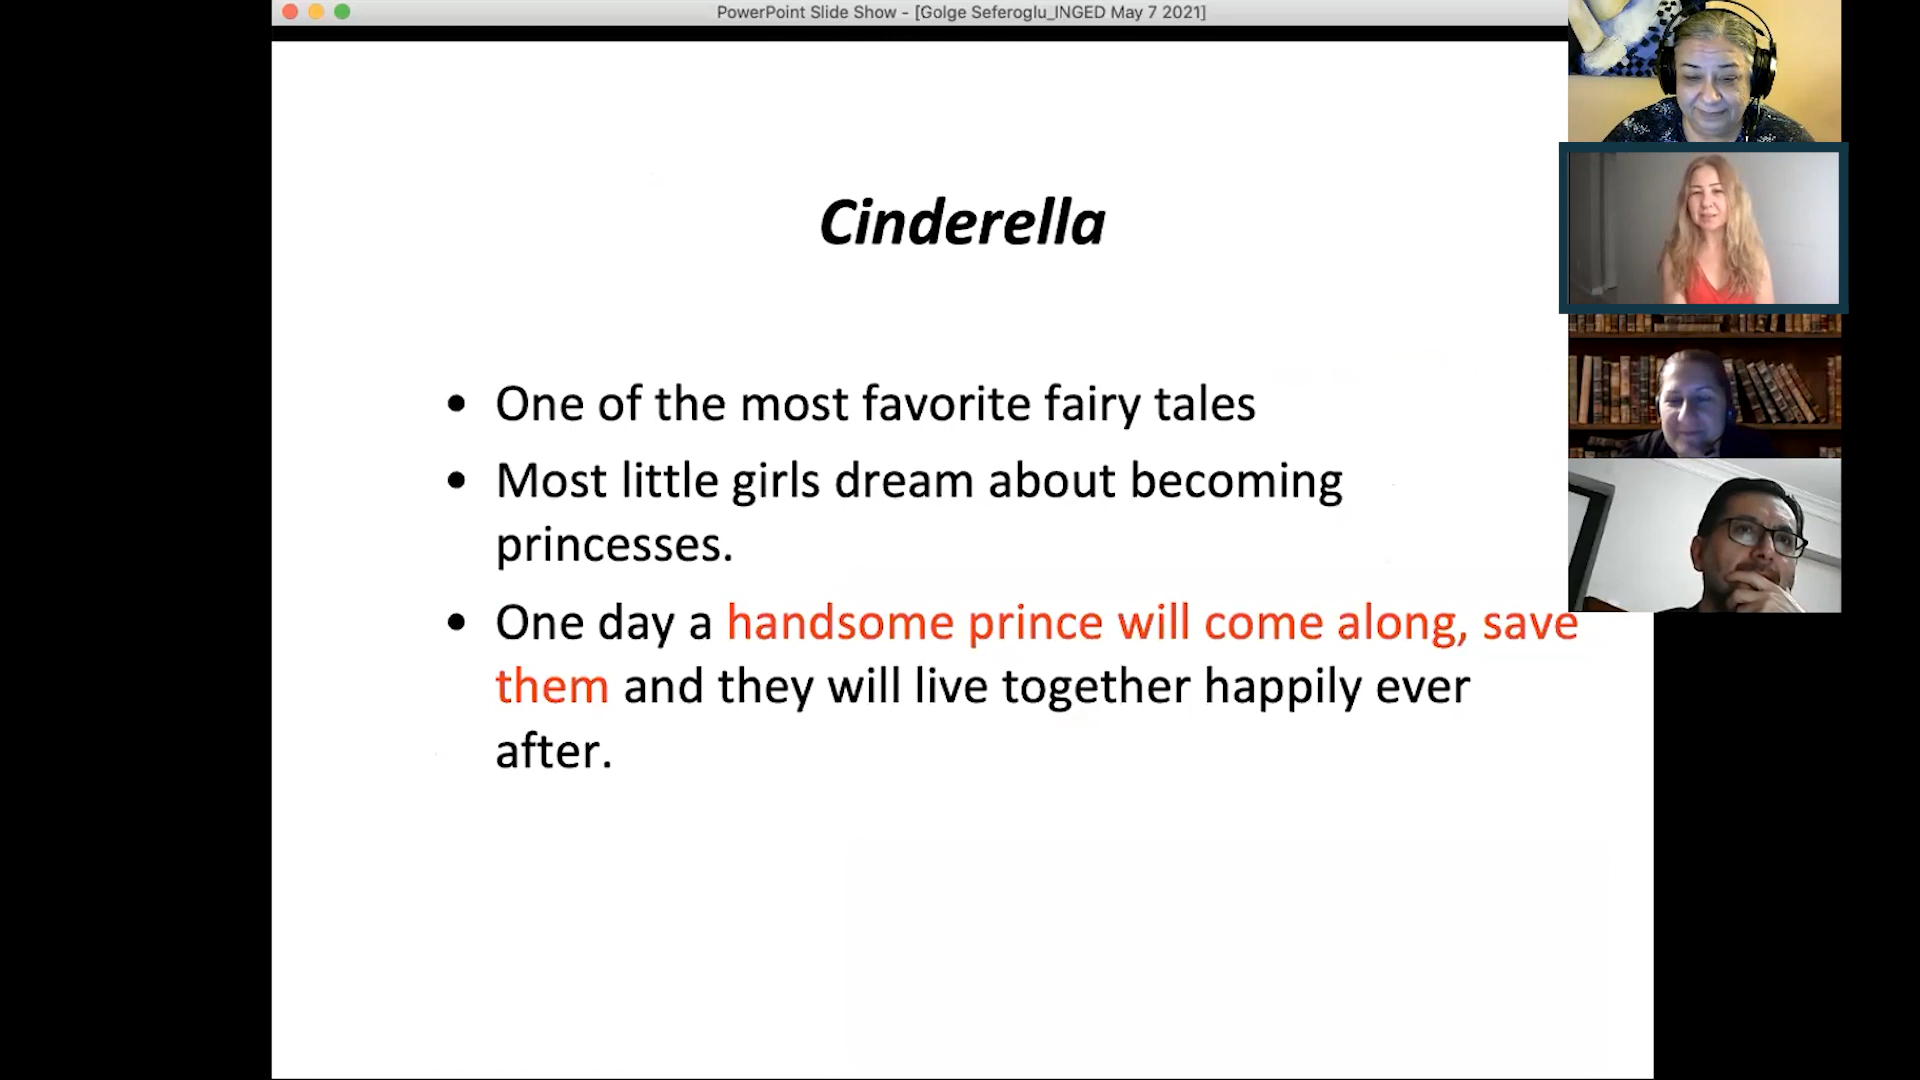 PowerPoint Slide Show - [Golge Seferoglu_INGED May 7 2021]
Cinderella
• One of the most favorite fairy tales
• Most little girls dream about becoming
princesses.
• One day a handsome prince will come along, save
them and they will live together happily ever
after.